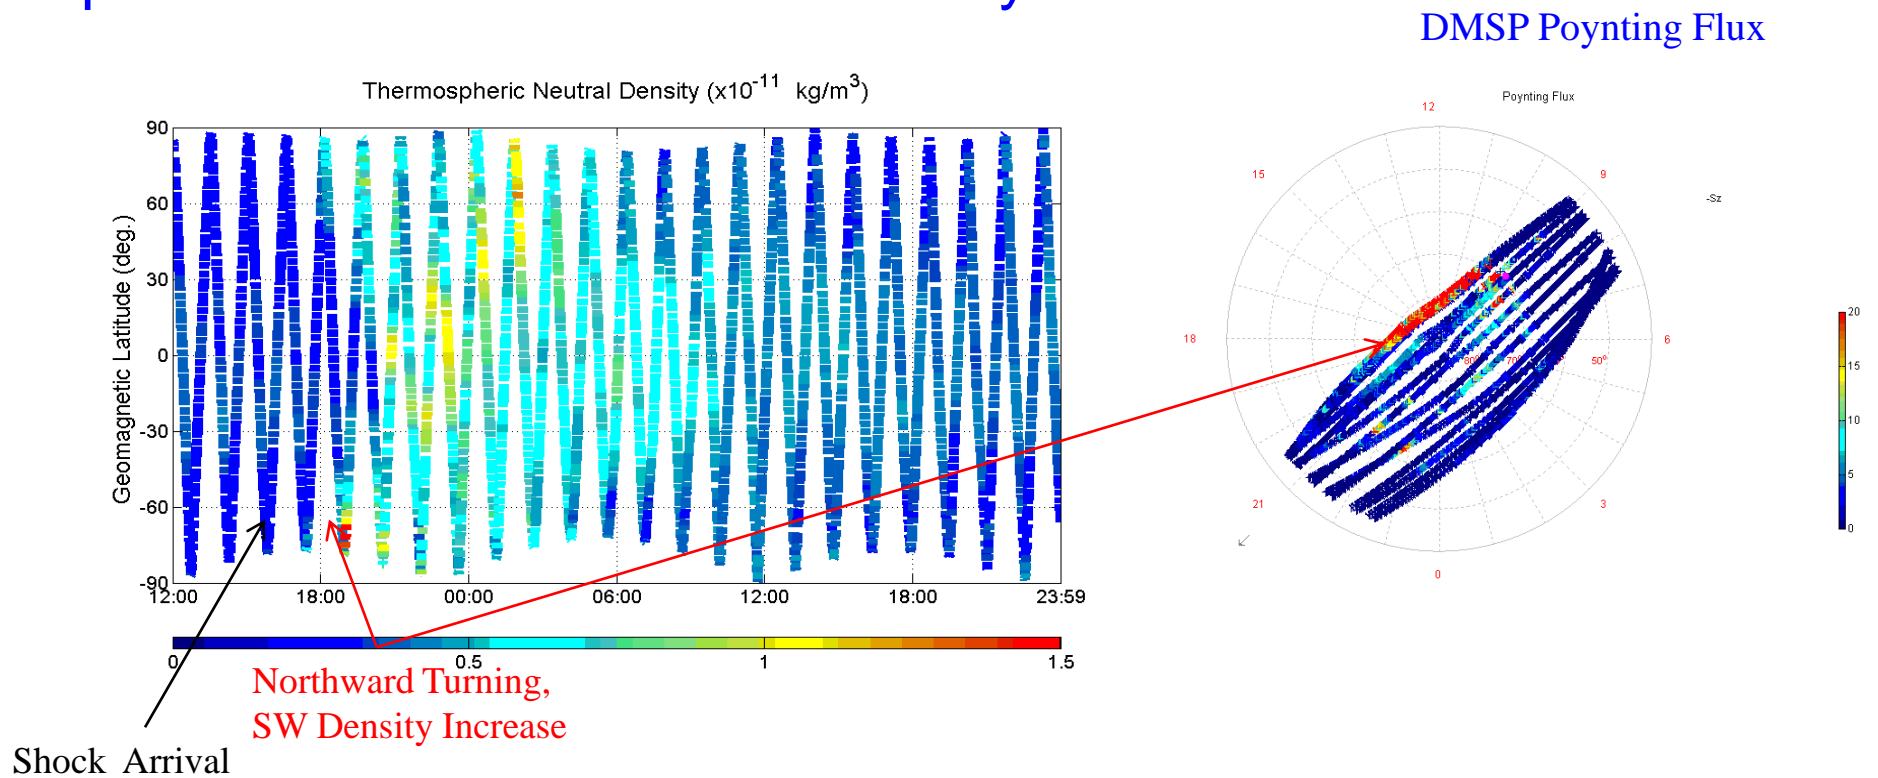 DMSP Poynting Flux
Thermospheric Neutral Density (x10-11 kg/m3)
Geomagnetic Latitude (deg.)
90
60
30
0
-30
-60
-90
12:00 18:00 00:00 06:00 12:00 18:00 23:59
0 0.5 1 1.5
Northward Turning,
SW Density Increase
Shock Arrival
Poynting Flux
12
15 9
-Sz
18 6
80° 70° 50°
21 3
0
20
15
10
5
0